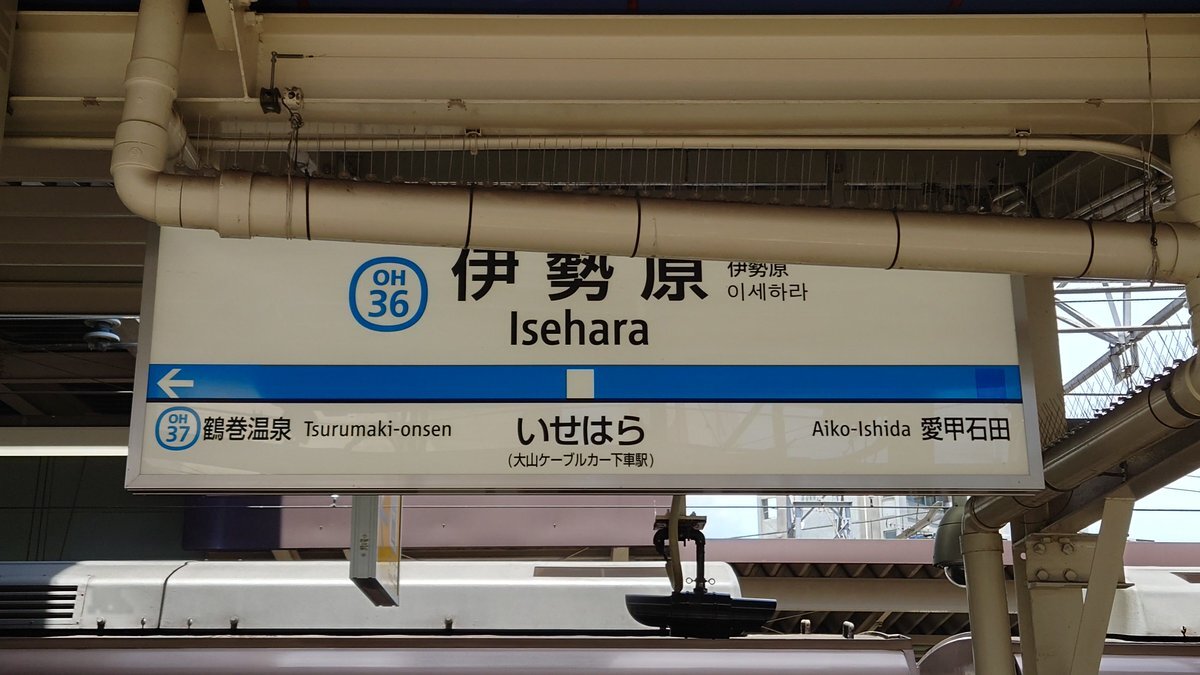 OH
36
伊勢原
伊勢原
이세하라
Isehara
OH
37
鶴巻温泉 Tsurumaki-onsen
いせはら
(大山ケーブルカー下車駅)
Aiko-Ishida 愛甲石田